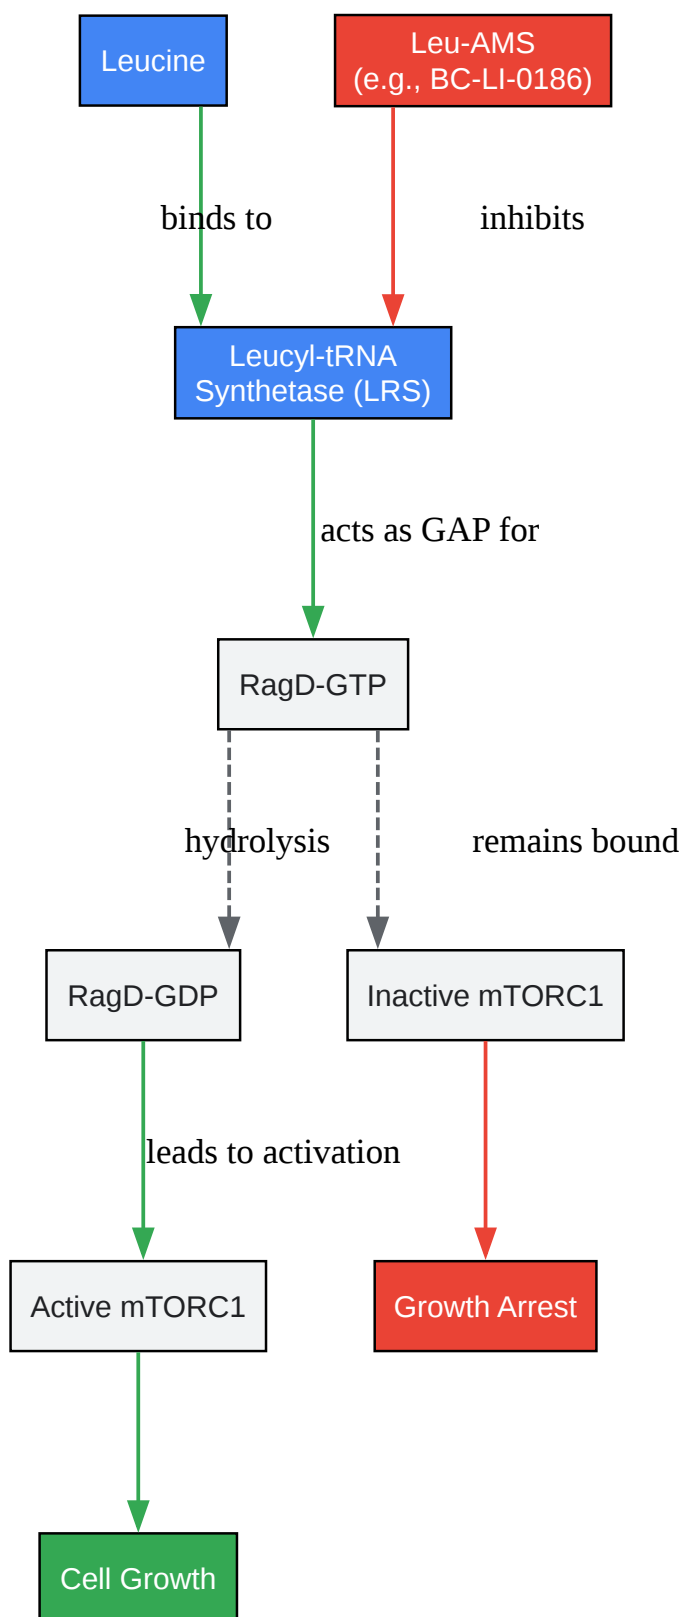 Leucine
Leu-AMS
(e.g., BC-LI-0186)
binds to
inhibits
Leucyl-tRNA
Synthetase (LRS)
acts as GAP for
RagD-GTP
hydrolysis
remains bound
RagD-GDP
Inactive mTORC1
leads to activation
Active mTORC1
Growth Arrest
Cell Growth